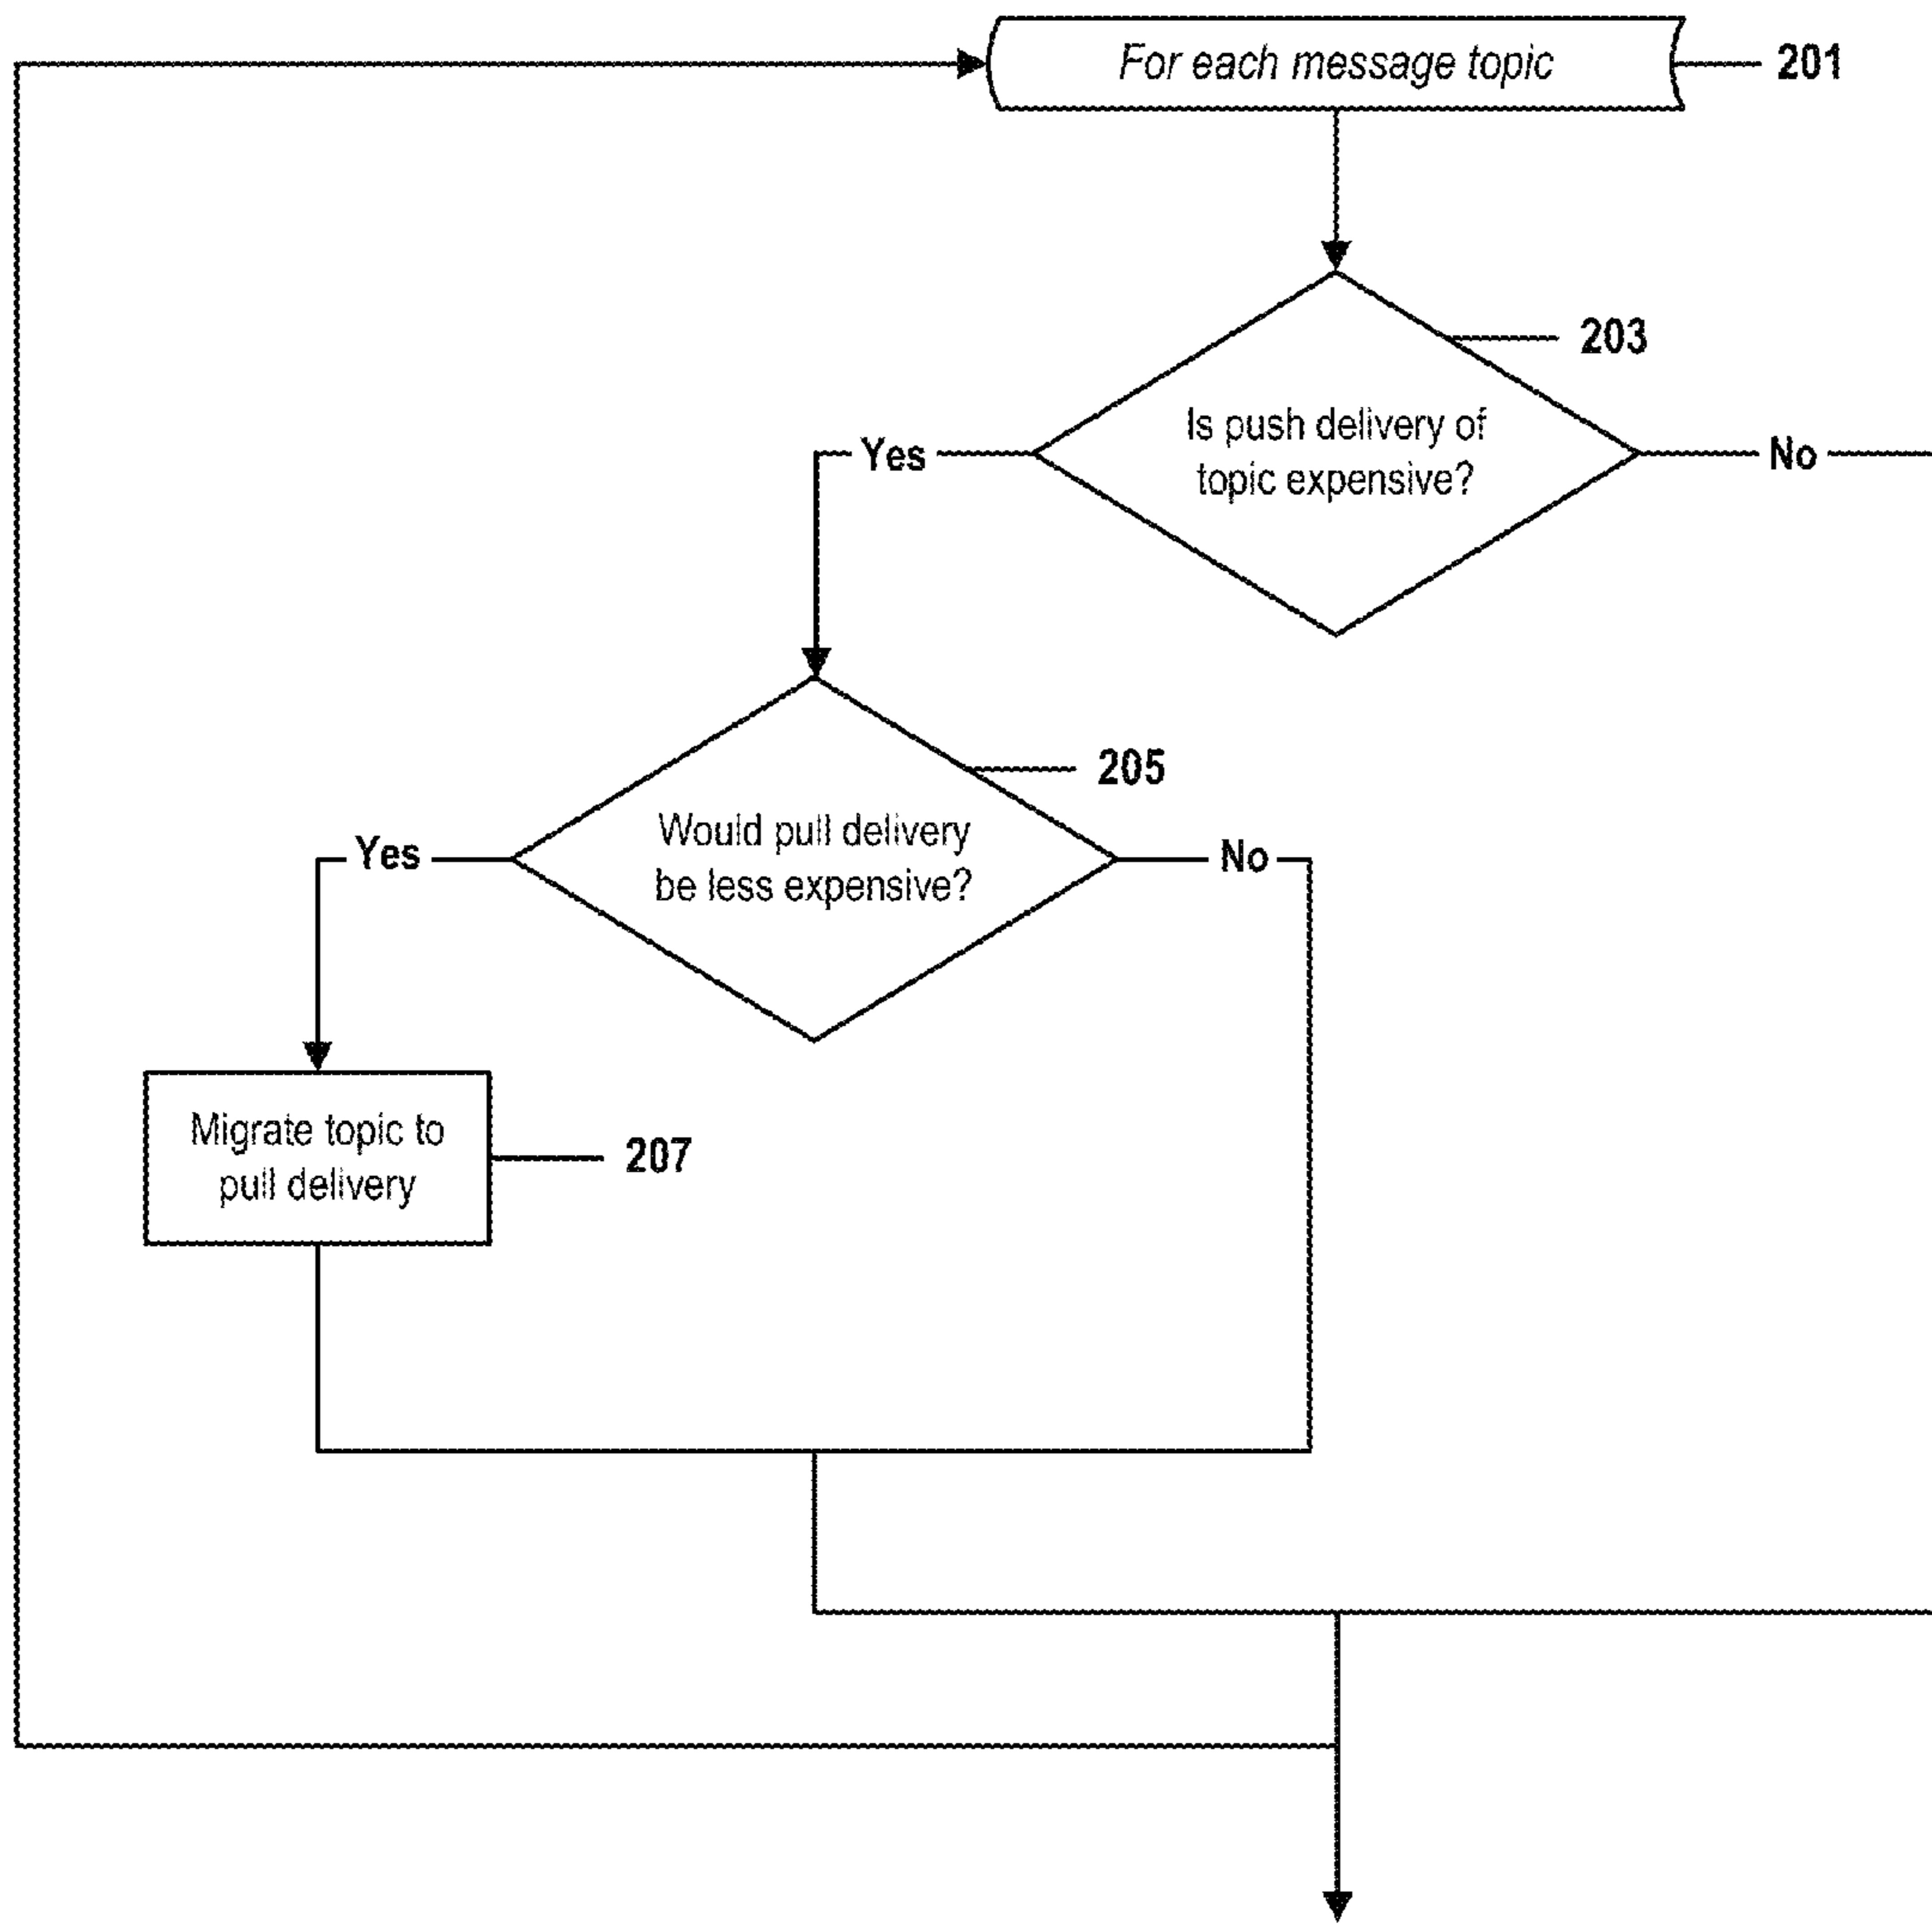 For each message topic
201
203
Is push delivery of
topic expensive?
Yes
No
205
Would pull delivery
be less expensive?
Yes
No
Migrate topic to
pull delivery
207